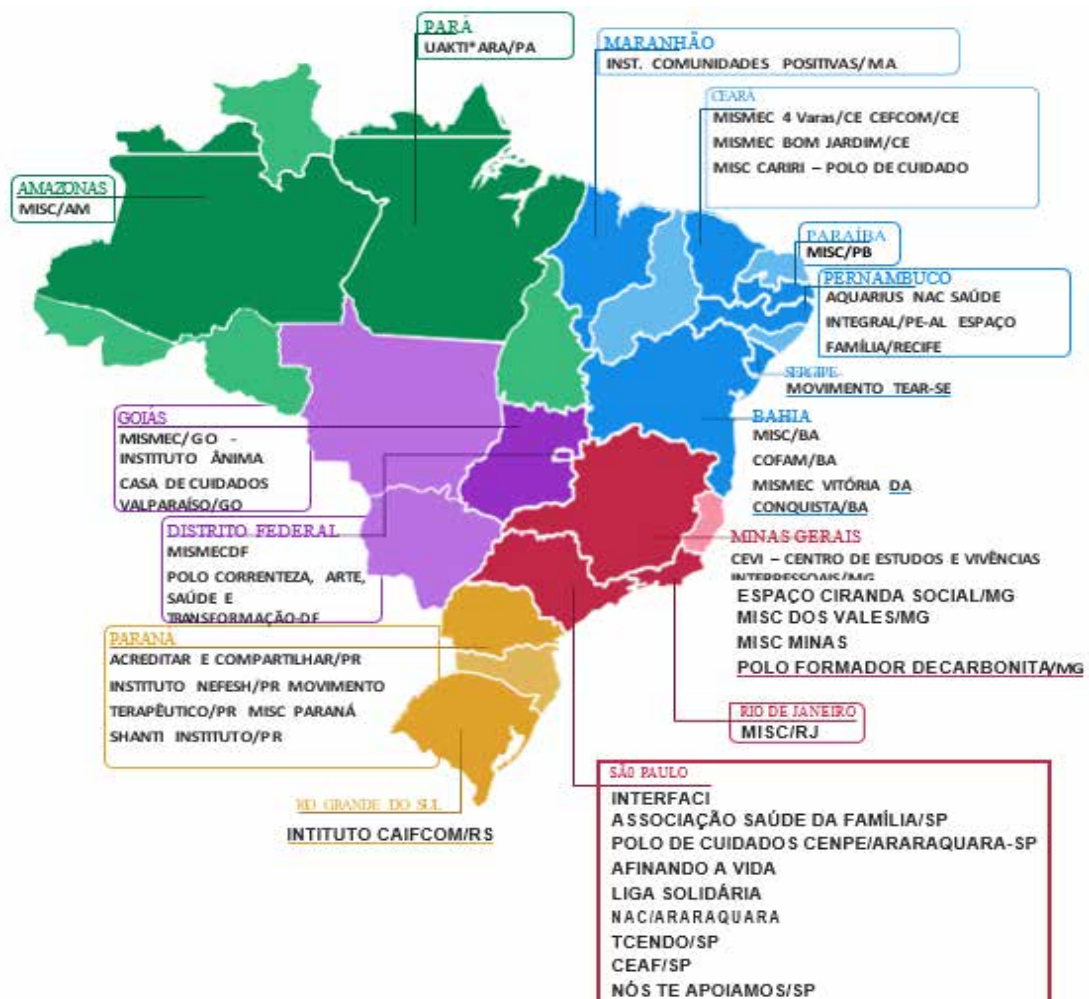 PARÁ
UAKTI*ARA/PA
MARANHÃO
INST. COMUNIDADES POSITIVAS/MA
CEARÁ
MISMEC 4 Varas/CE CEFCOM/CE
MISMEC BOM JARDIM/CE
MISC CARIRI – POLO DE CUIDADO
AMAZONAS
MISC/AM
PARAÍBA
MISC/PB
PERNAMBUCO
AQUARIUS NAC SAÚDE
INTEGRAL/PE-AL ESPAÇO
FAMÍLIA/RECIFE
SERGIPE
MOVIMENTO TEAR-SE
GOIÁS
MISMEC/GO -
INSTITUTO ÂNIMA
CASA DE CUIDADOS
VALPARAÍSO/GO
BAHIA
MISC/BA
COFAM/BA
MISMEC VITÓRIA DA
CONQUISTA/BA
DISTRITO FEDERAL
MISMECDF
POLO CORRENTEZA, ARTE,
SAÚDE E
TRANSFORMAÇÃO-DF
MINAS GERAIS
CEVI – CENTRO DE ESTUDOS E VIVÊNCIAS
INTERPESSOAIS/MG
ESPAÇO CIRANDA SOCIAL/MG
MISC DOS VALES/MG
MISC MINAS
POLO FORMADOR DECARBONITA/MG
PARANÁ
ACREDITAR E COMPARTILHAR/PR
INSTITUTO NEFESH/PR MOVIMENTO
TERAPÊUTICO/PR MISC PARANÁ
SHANTI INSTITUTO/PR
RIO DE JANEIRO
MISC/RJ
RIO GRANDE DO SUL
INTITUTO CAIFCOM/RS
SÃO PAULO
INTERFACI
ASSOCIAÇÃO SAÚDE DA FAMÍLIA/SP
POLO DE CUIDADOS CENPE/ARARAQUARA-SP
AFINANDO A VIDA
LIGA SOLIDÁRIA
NAC/ARARAQUARA
TCENDO/SP
CEAF/SP
NÓS TE APOIAMOS/SP